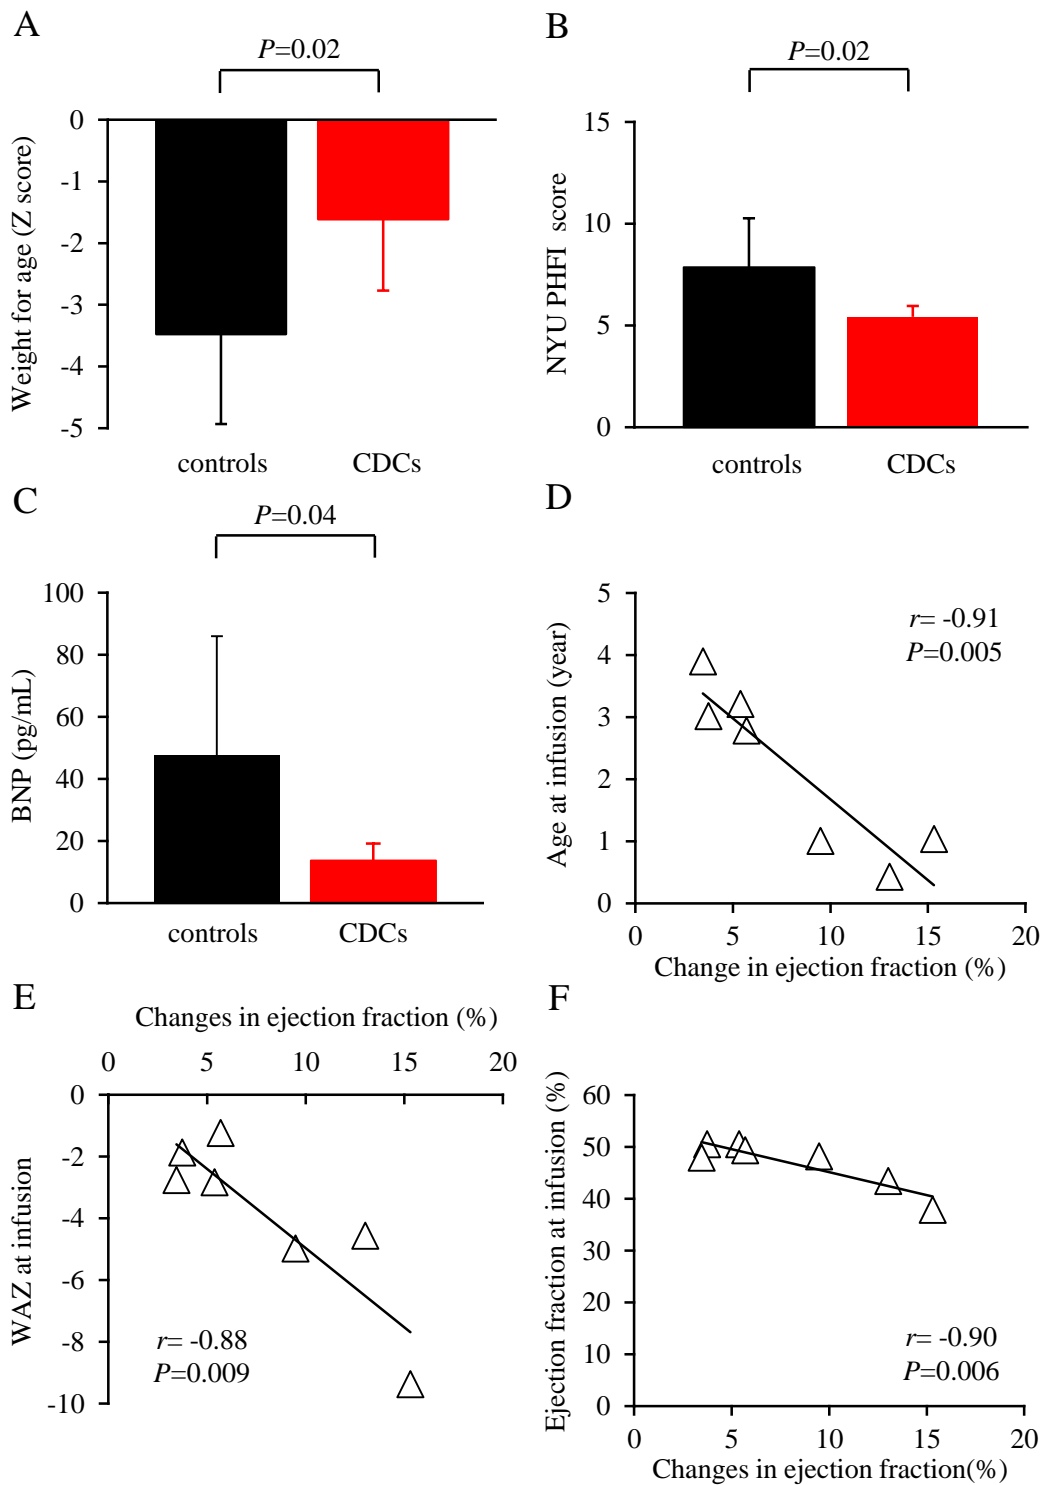 A
P=0.02
Weight for age (Z score)
0
-1
-2
-3
-4
-5
controls
CDCs
B
P=0.02
NYU PHFI score
15
10
5
0
controls
CDCs
C
P=0.04
BNP (pg/mL)
100
80
60
40
20
0
controls
CDCs
D
r= -0.91
P=0.005
Age at infusion (year)
5
4
3
2
1
0
0 5 10 15 20
Change in ejection fraction (%)
E
Changes in ejection fraction (%)
0 5 10 15 20
WAZ at infusion
0
-2
-4
-6
-8
-10
r= -0.88
P=0.009
F
Ejection fraction at infusion (%)
60
50
40
30
20
10
0
r= -0.90
P=0.006
0 5 10 15 20
Changes in ejection fraction(%)